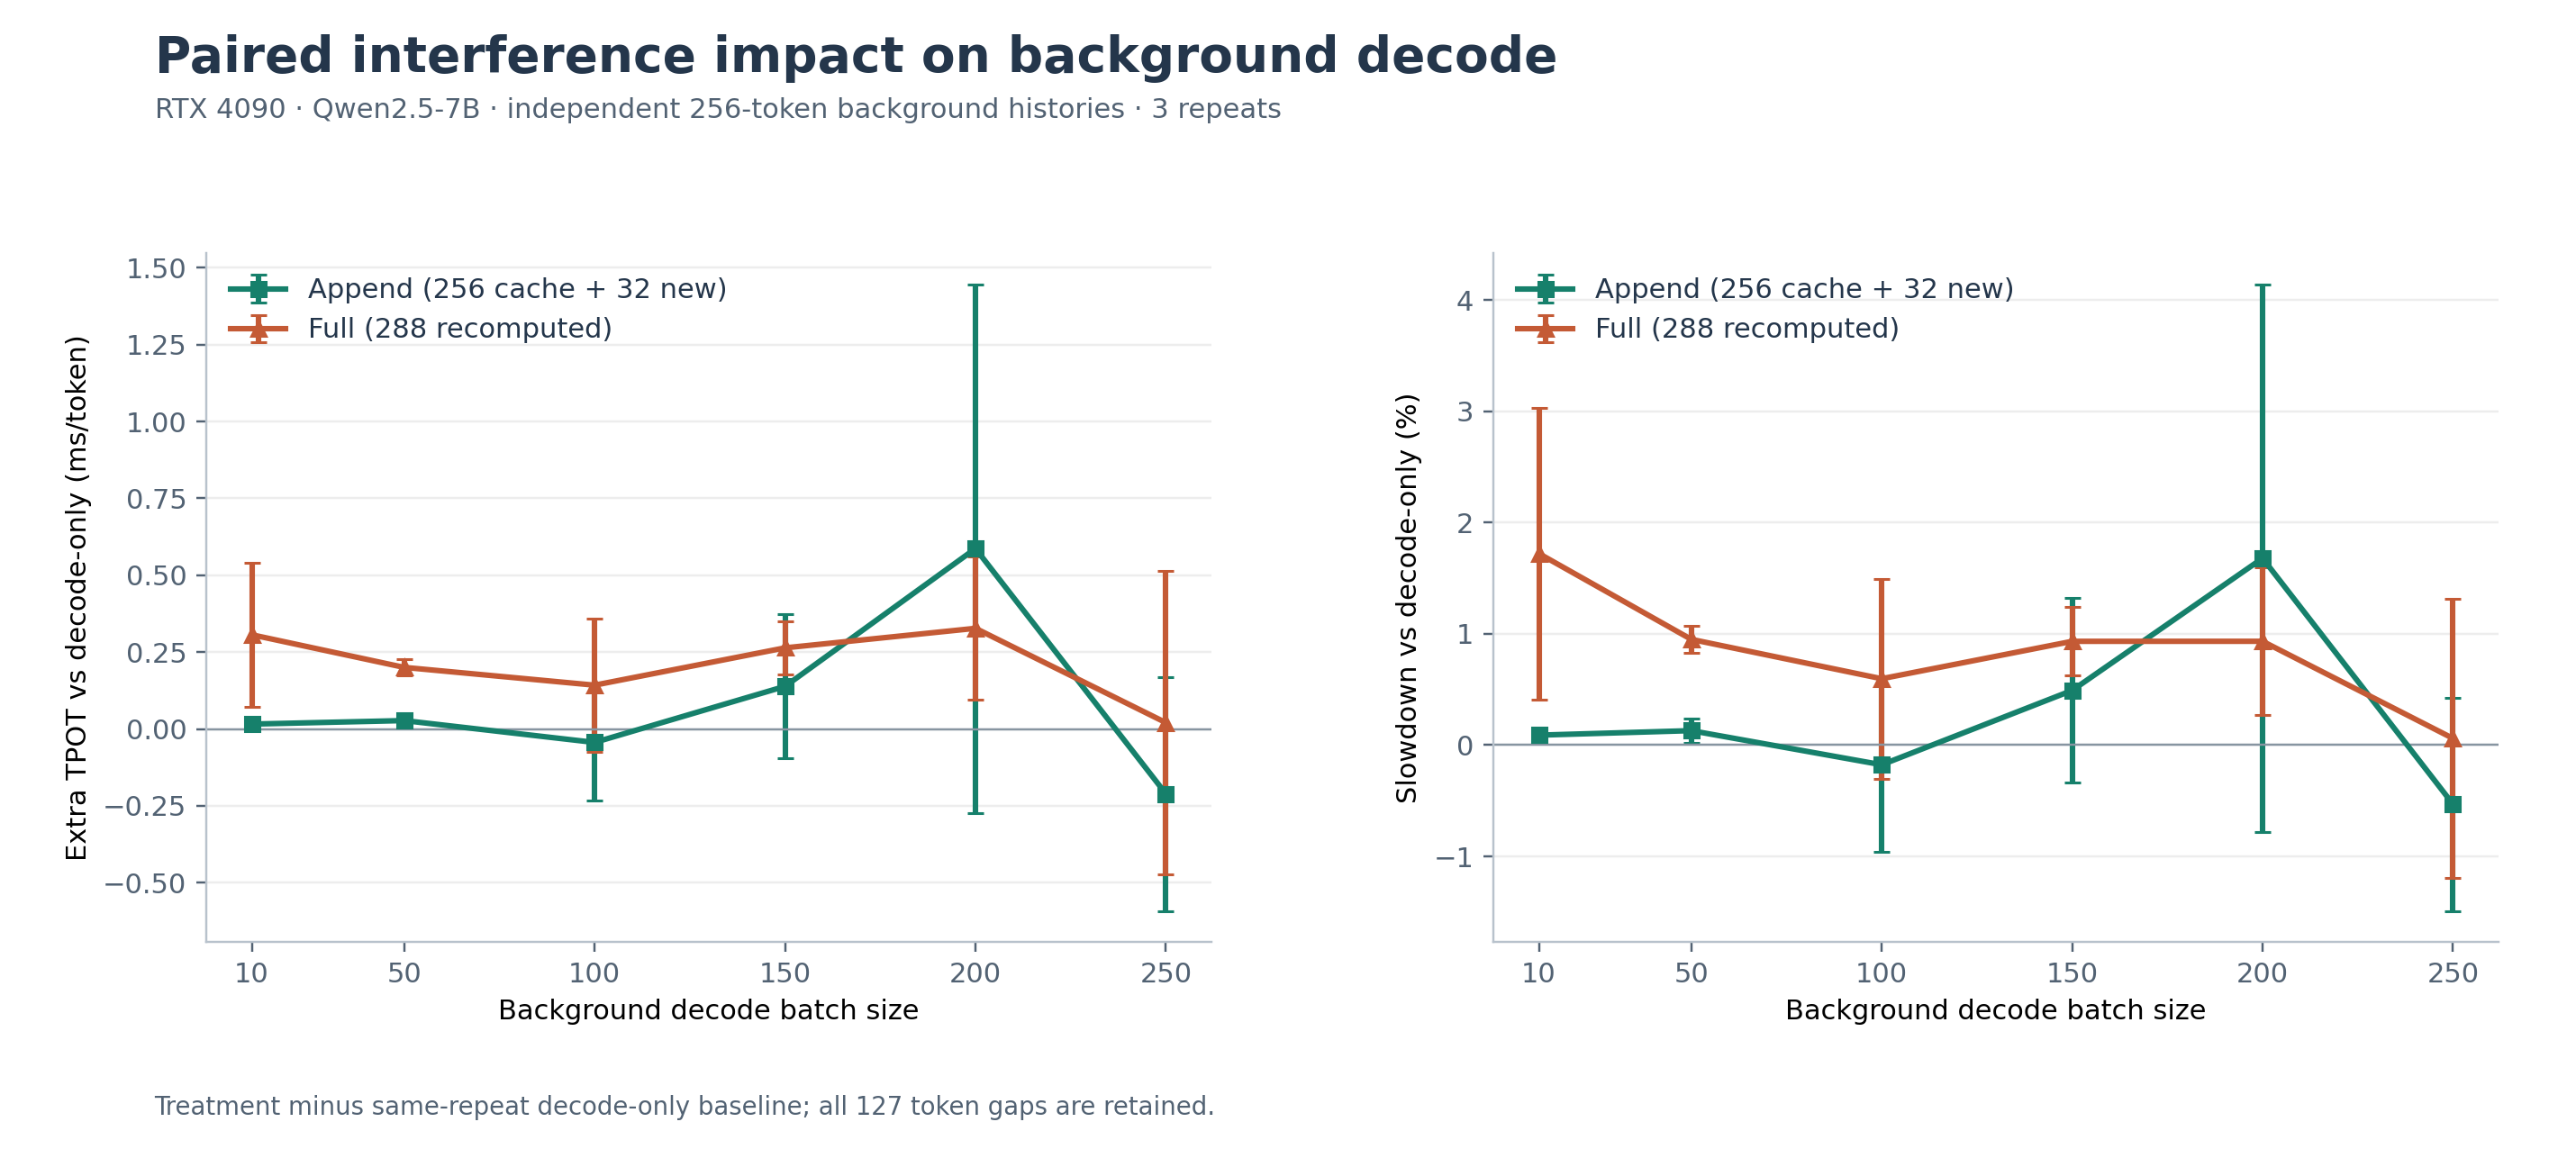 Paired interference impact on background decode
RTX 4090 · Qwen2.5-7B · independent 256-token background histories · 3 repeats
Extra TPOT vs decode-only (ms/token)
1.50
1.25
1.00
0.75
0.50
0.25
0.00
−0.25
−0.50
Append (256 cache + 32 new)
Full (288 recomputed)
10 50 100 150 200 250
Background decode batch size
Slowdown vs decode-only (%)
4
3
2
1
0
−1
Append (256 cache + 32 new)
Full (288 recomputed)
10 50 100 150 200 250
Background decode batch size
Treatment minus same-repeat decode-only baseline; all 127 token gaps are retained.